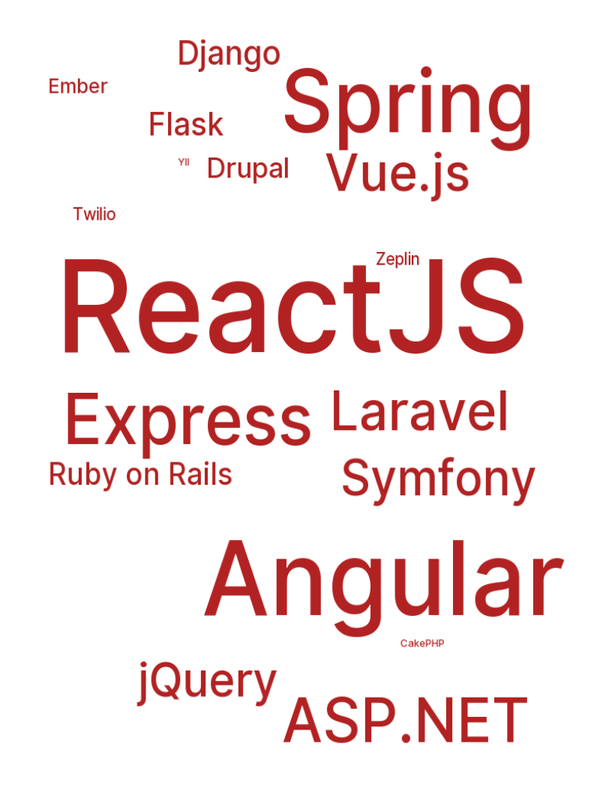 Django
Ember
Spring
Flask
Vue.js
YII
Drupal
Twilio
Zeplin
ReactJS
Express
Laravel
Ruby on Rails
Symfony
Angular
CakePHP
jQuery
ASP.NET